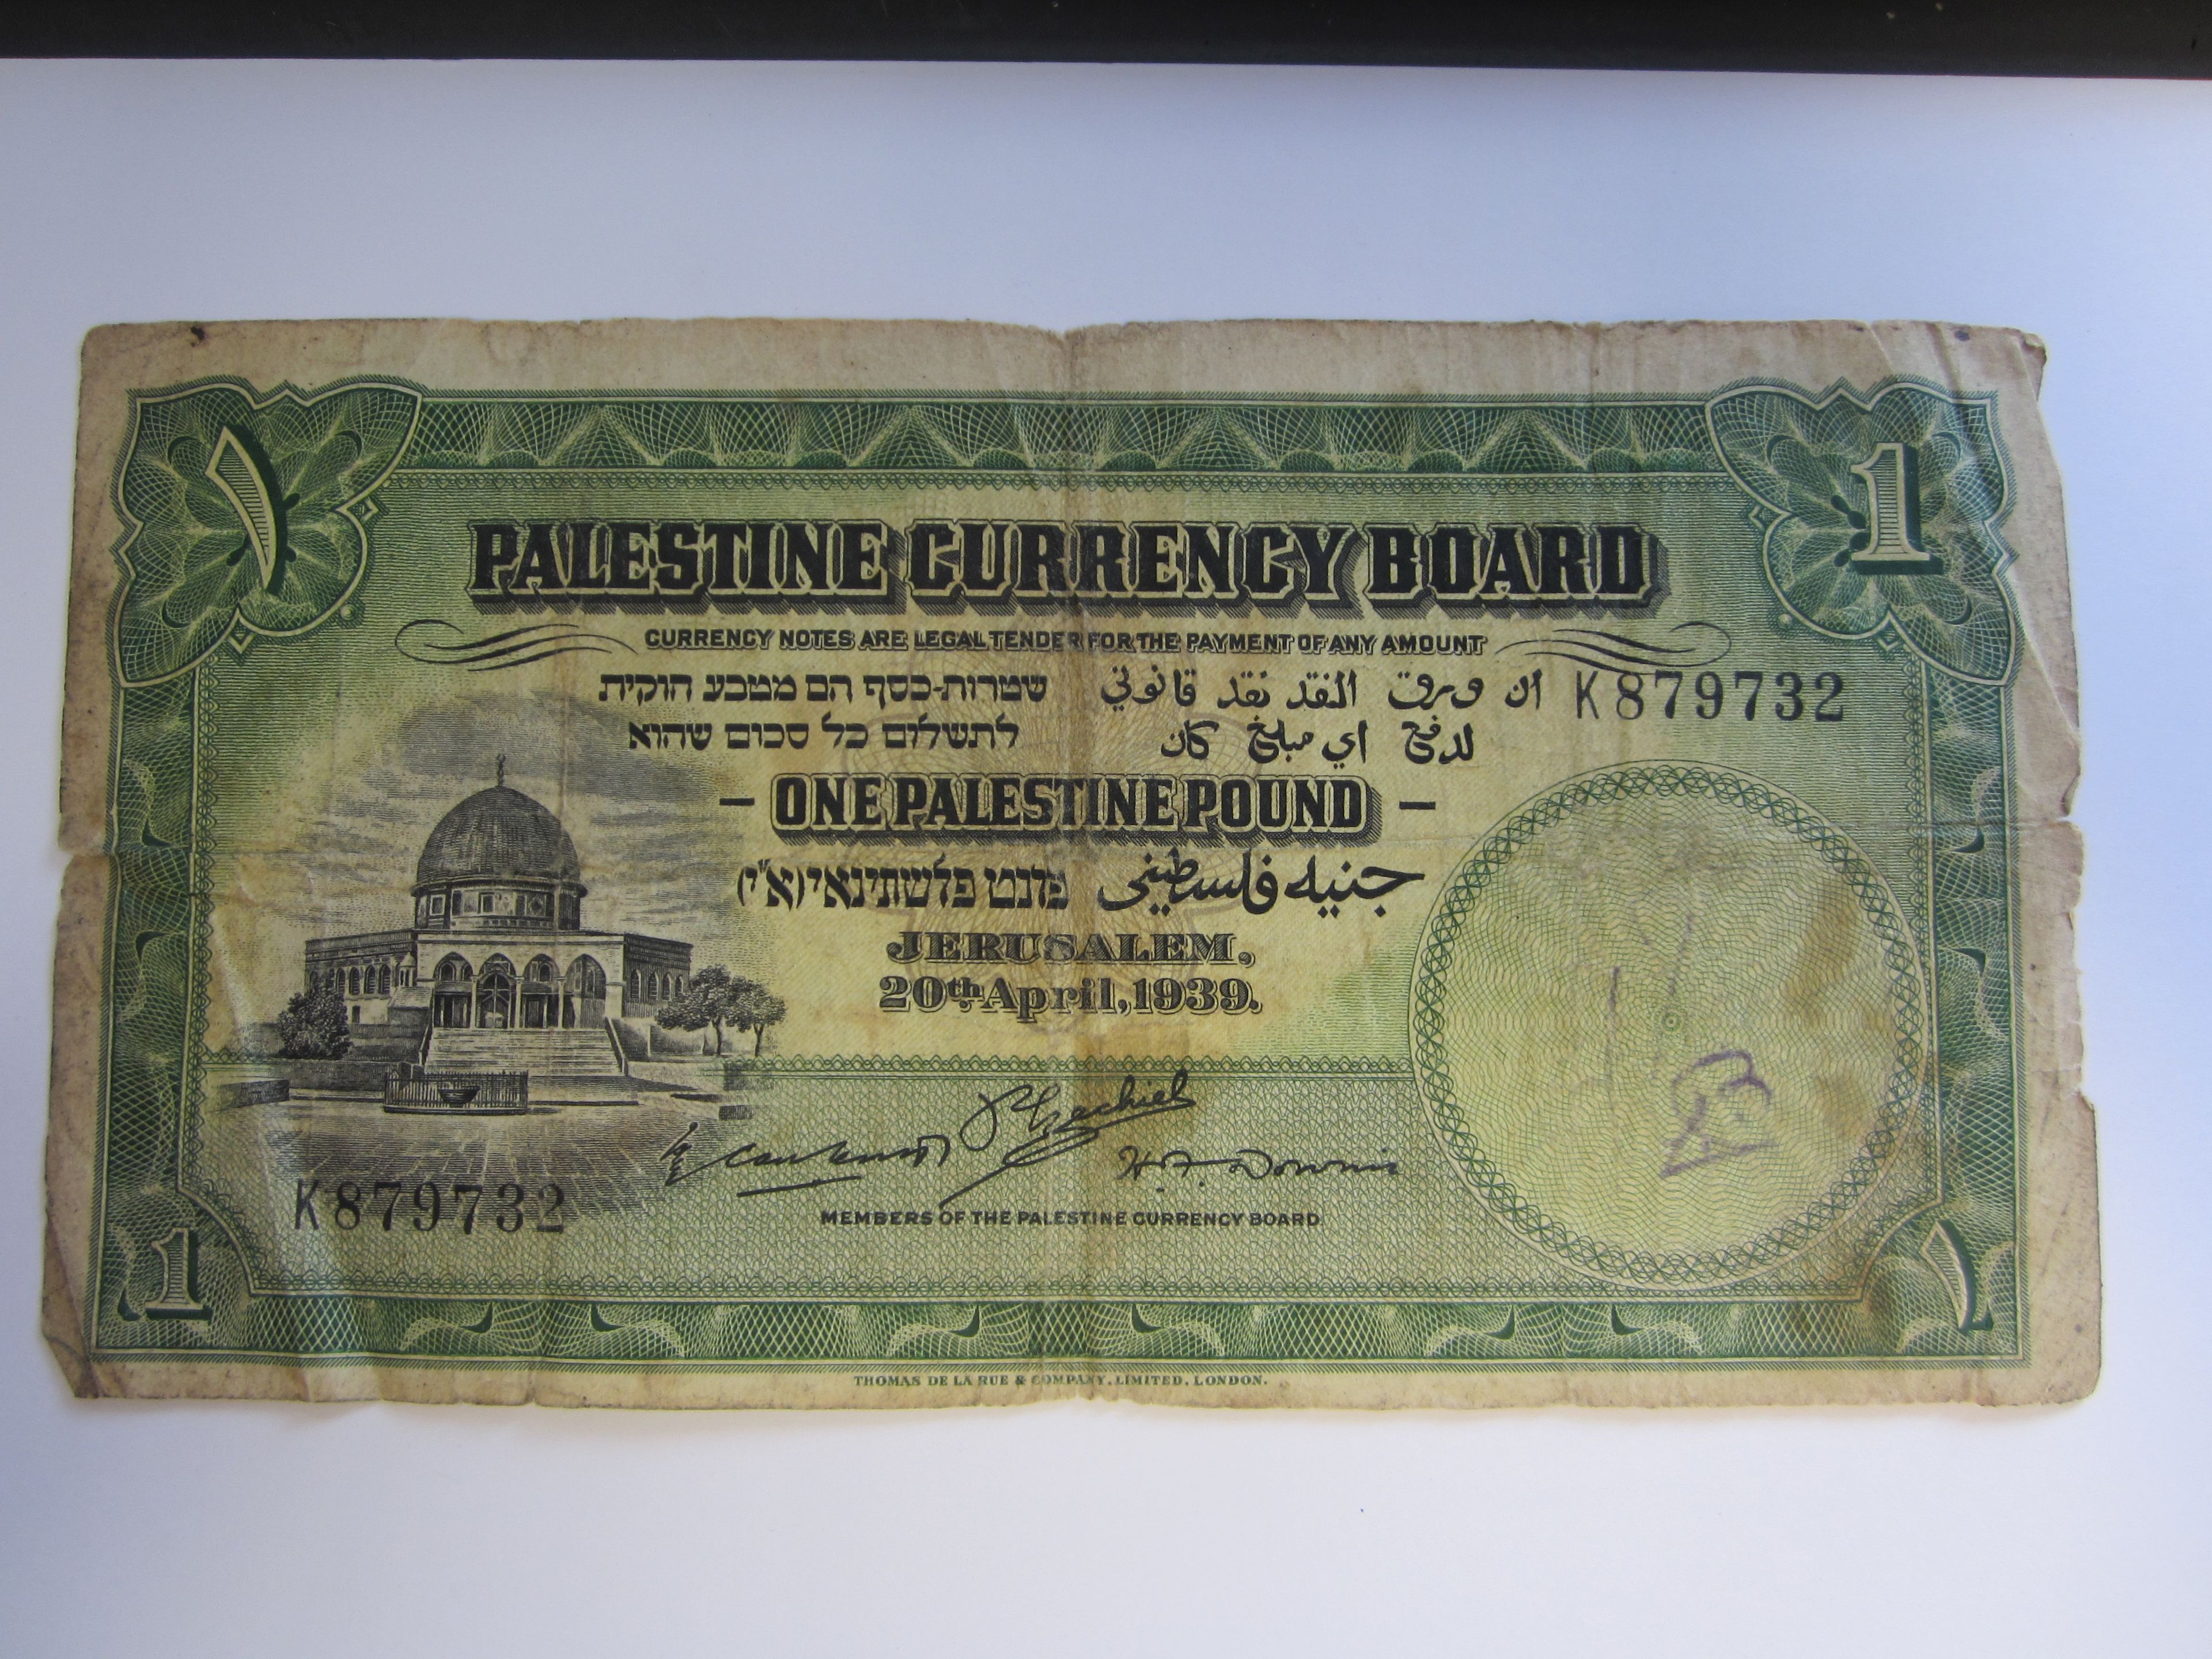 ١
1
PALESTINE CURRENCY BOARD
CURRENCY NOTES ARE LEGAL TENDER FOR THE PAYMENT OF ANY AMOUNT
שטרות-כסף הם מטבע חוקית
לתשלום כל סכום שהוא
ان ورق النقد نقد قانوني
لدفع اي مبلغ كان
K879732
– ONE PALESTINE POUND –
פונט פלשתינאי (א״י)
جنيه فلسطيني
JERUSALEM,
20th April, 1939.
K879732
MEMBERS OF THE PALESTINE CURRENCY BOARD
1
١
THOMAS DE LA RUE & COMPANY, LIMITED, LONDON.